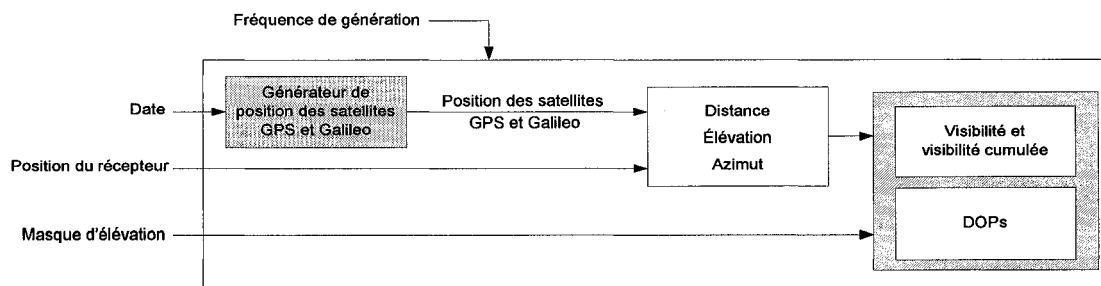 Fréquence de génération
Date
Générateur de
position des satellites
GPS et Galileo
Position des satellites
GPS et Galileo
Distance
Élévation
Azimut
Visibilité et
visibilité cumulée
Position du récepteur
Masque d'élévation
DOPs